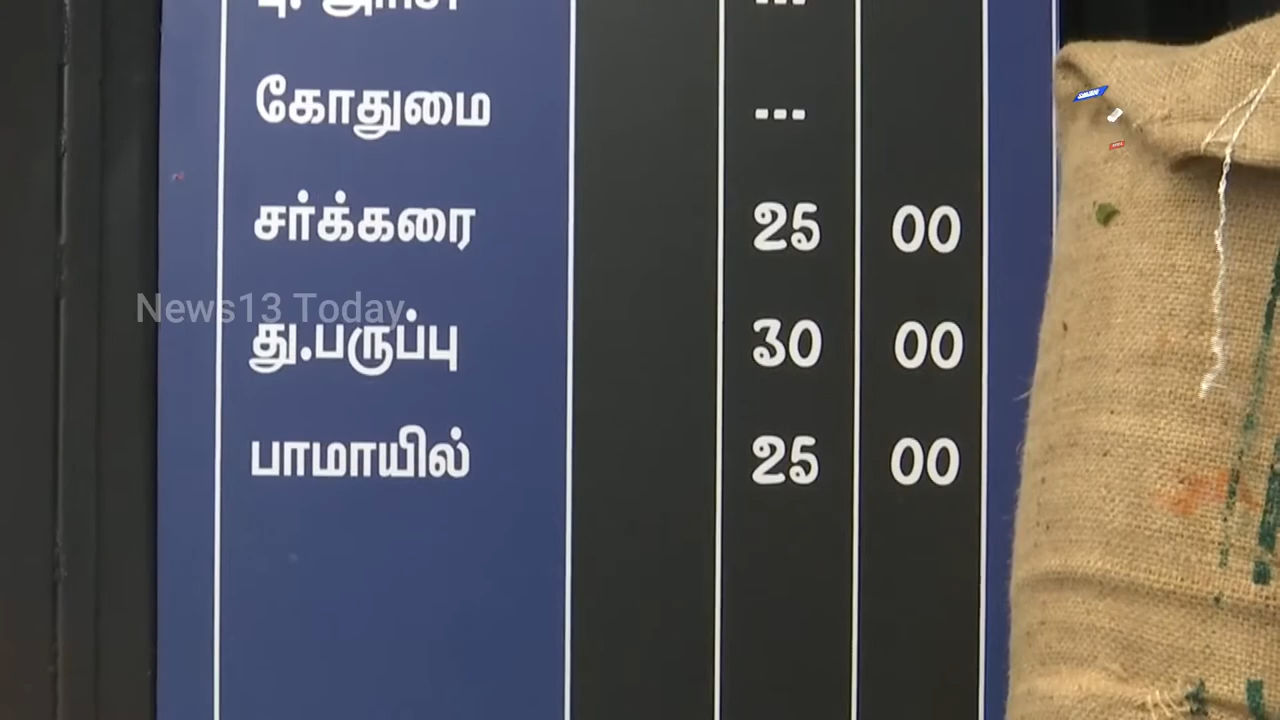 கோதுமை --- 
சர்க்கரை 25 00
து.பருப்பு 30 00
பாமாயில் 25 00
News13 Today